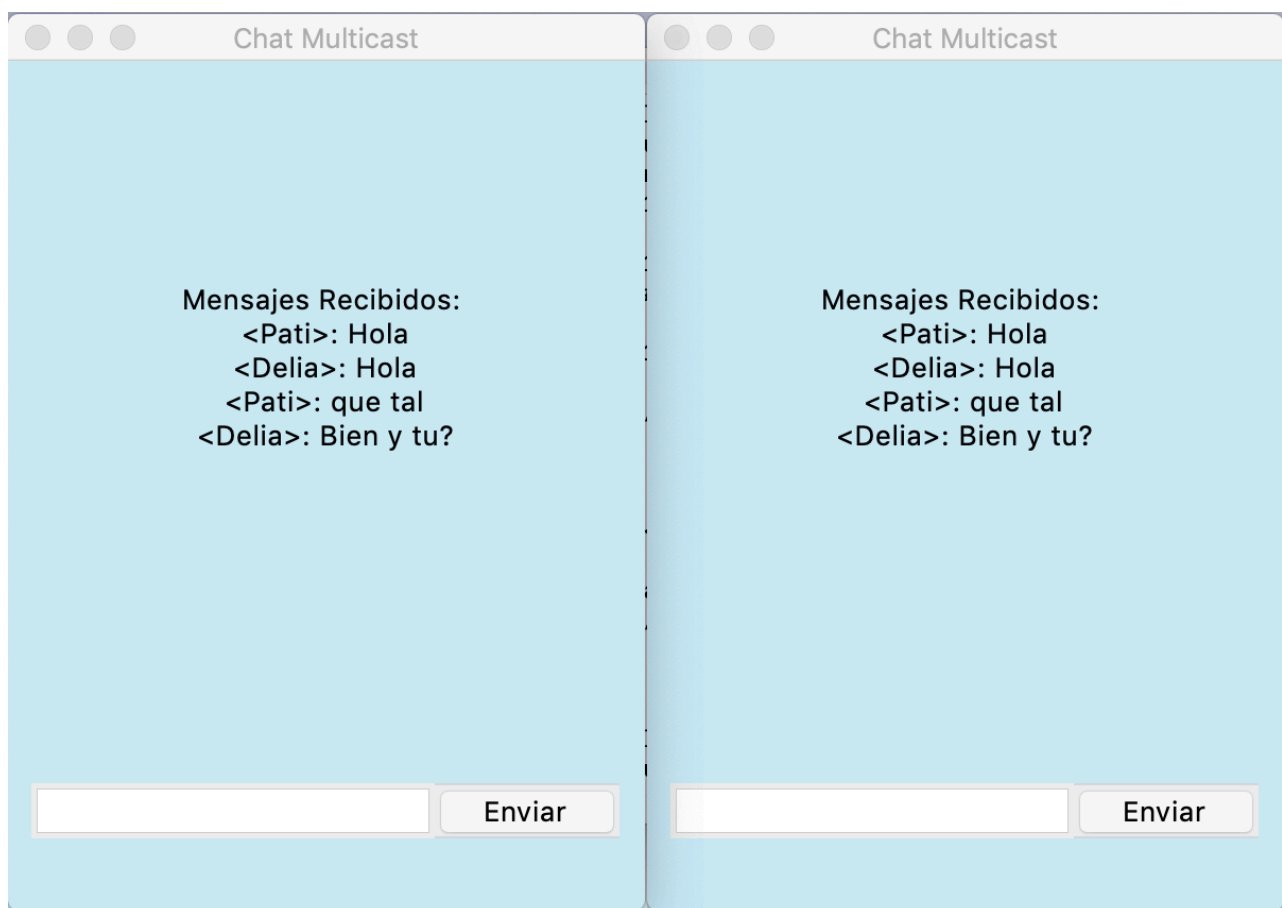 Chat Multicast
Mensajes Recibidos:
<Pati>: Hola
<Delia>: Hola
<Pati>: que tal
<Delia>: Bien y tu?
Enviar
Chat Multicast
Mensajes Recibidos:
<Pati>: Hola
<Delia>: Hola
<Pati>: que tal
<Delia>: Bien y tu?
Enviar